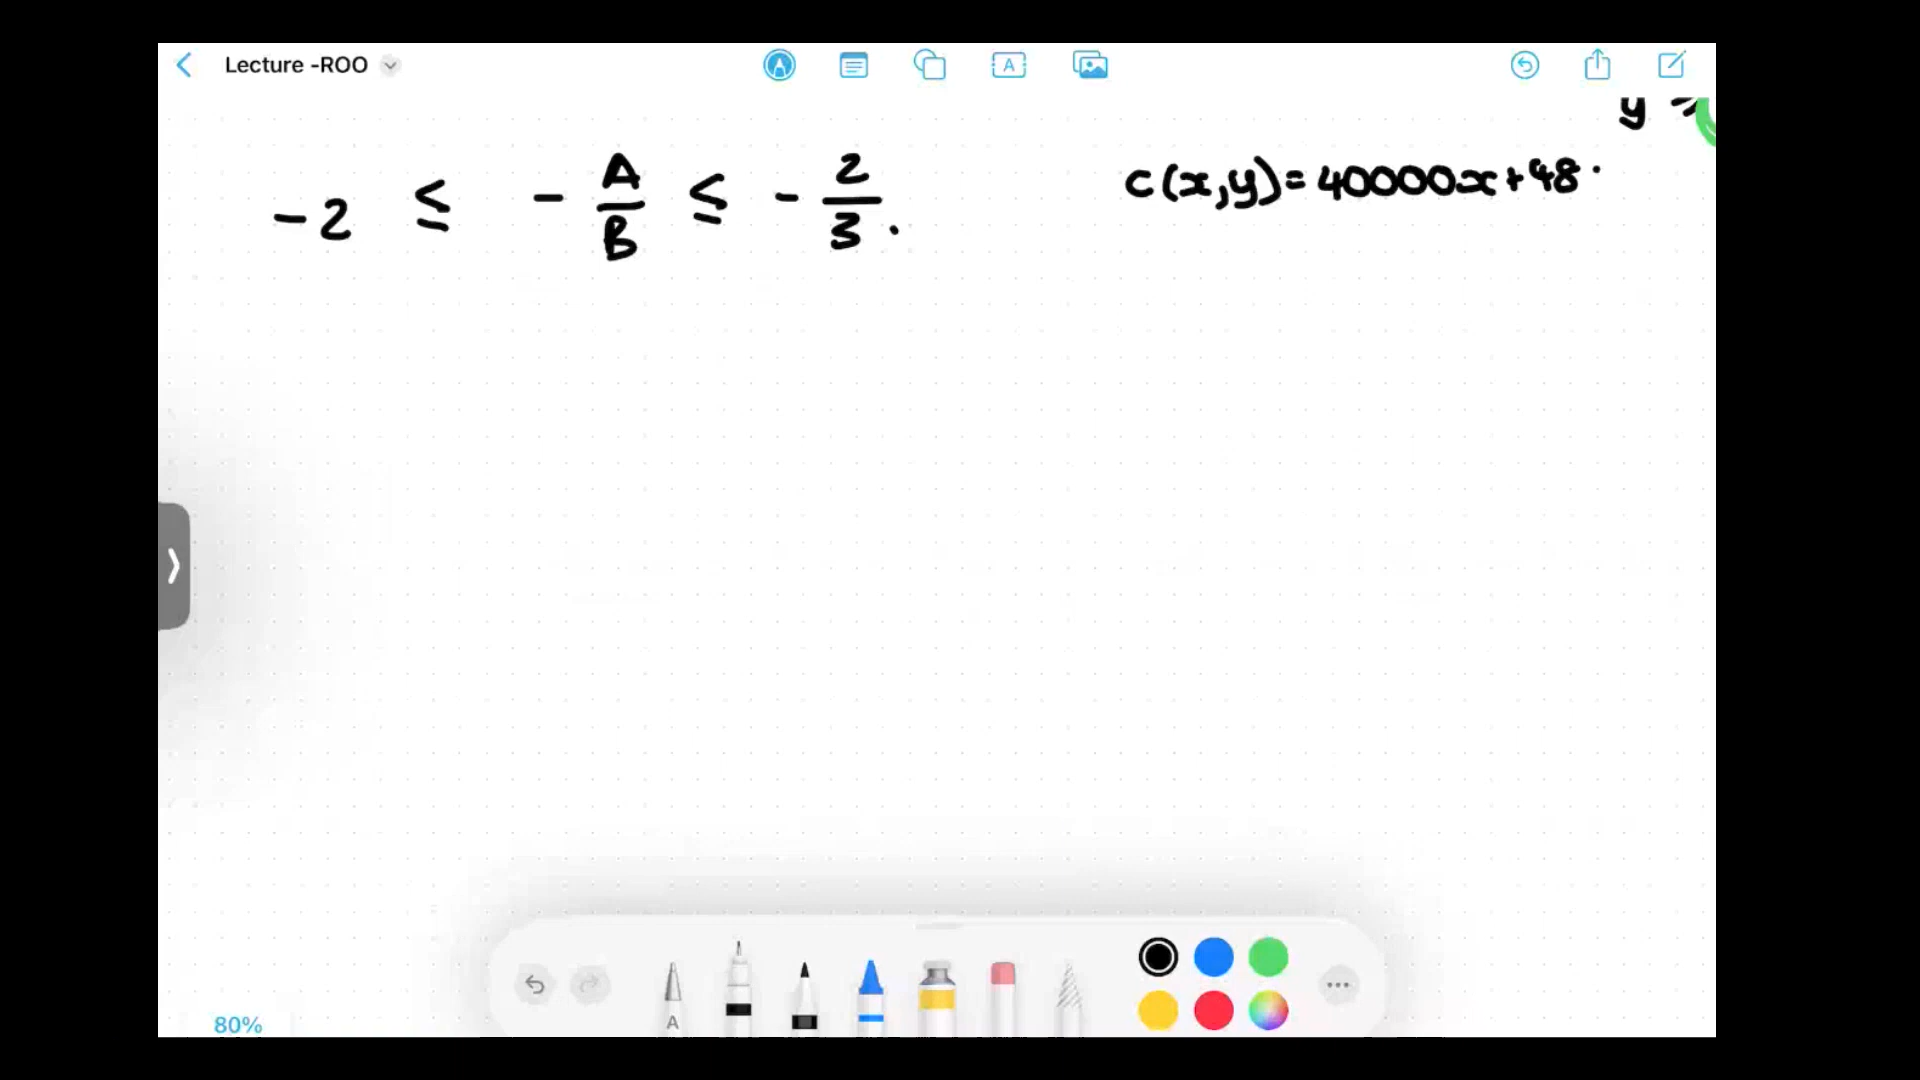 Lecture -ROO
A
y
-2 ≤ - A/B ≤ - 2/3 .
C(x,y)= 40000x+48
A
80%